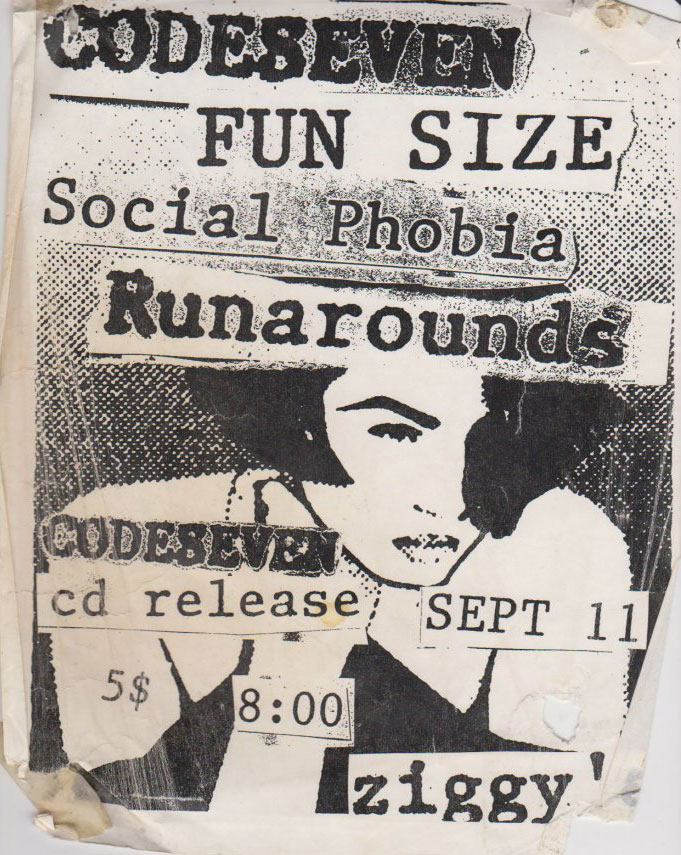 CODESEVEN
FUN SIZE
Social Phobia
Runarounds
CODESEVEN
cd release
SEPT 11
5$
8:00
ziggy'